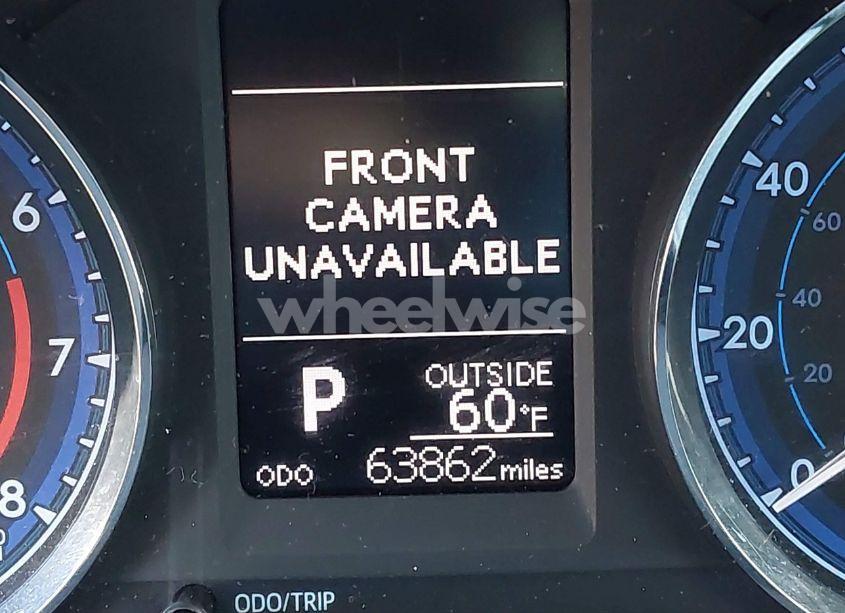 FRONT
CAMERA
UNAVAILABLE
wheelwise
P
OUTSIDE
60°F
ODO 63862 miles
ODO/TRIP
6
7
8
40
20
0
60
40
20